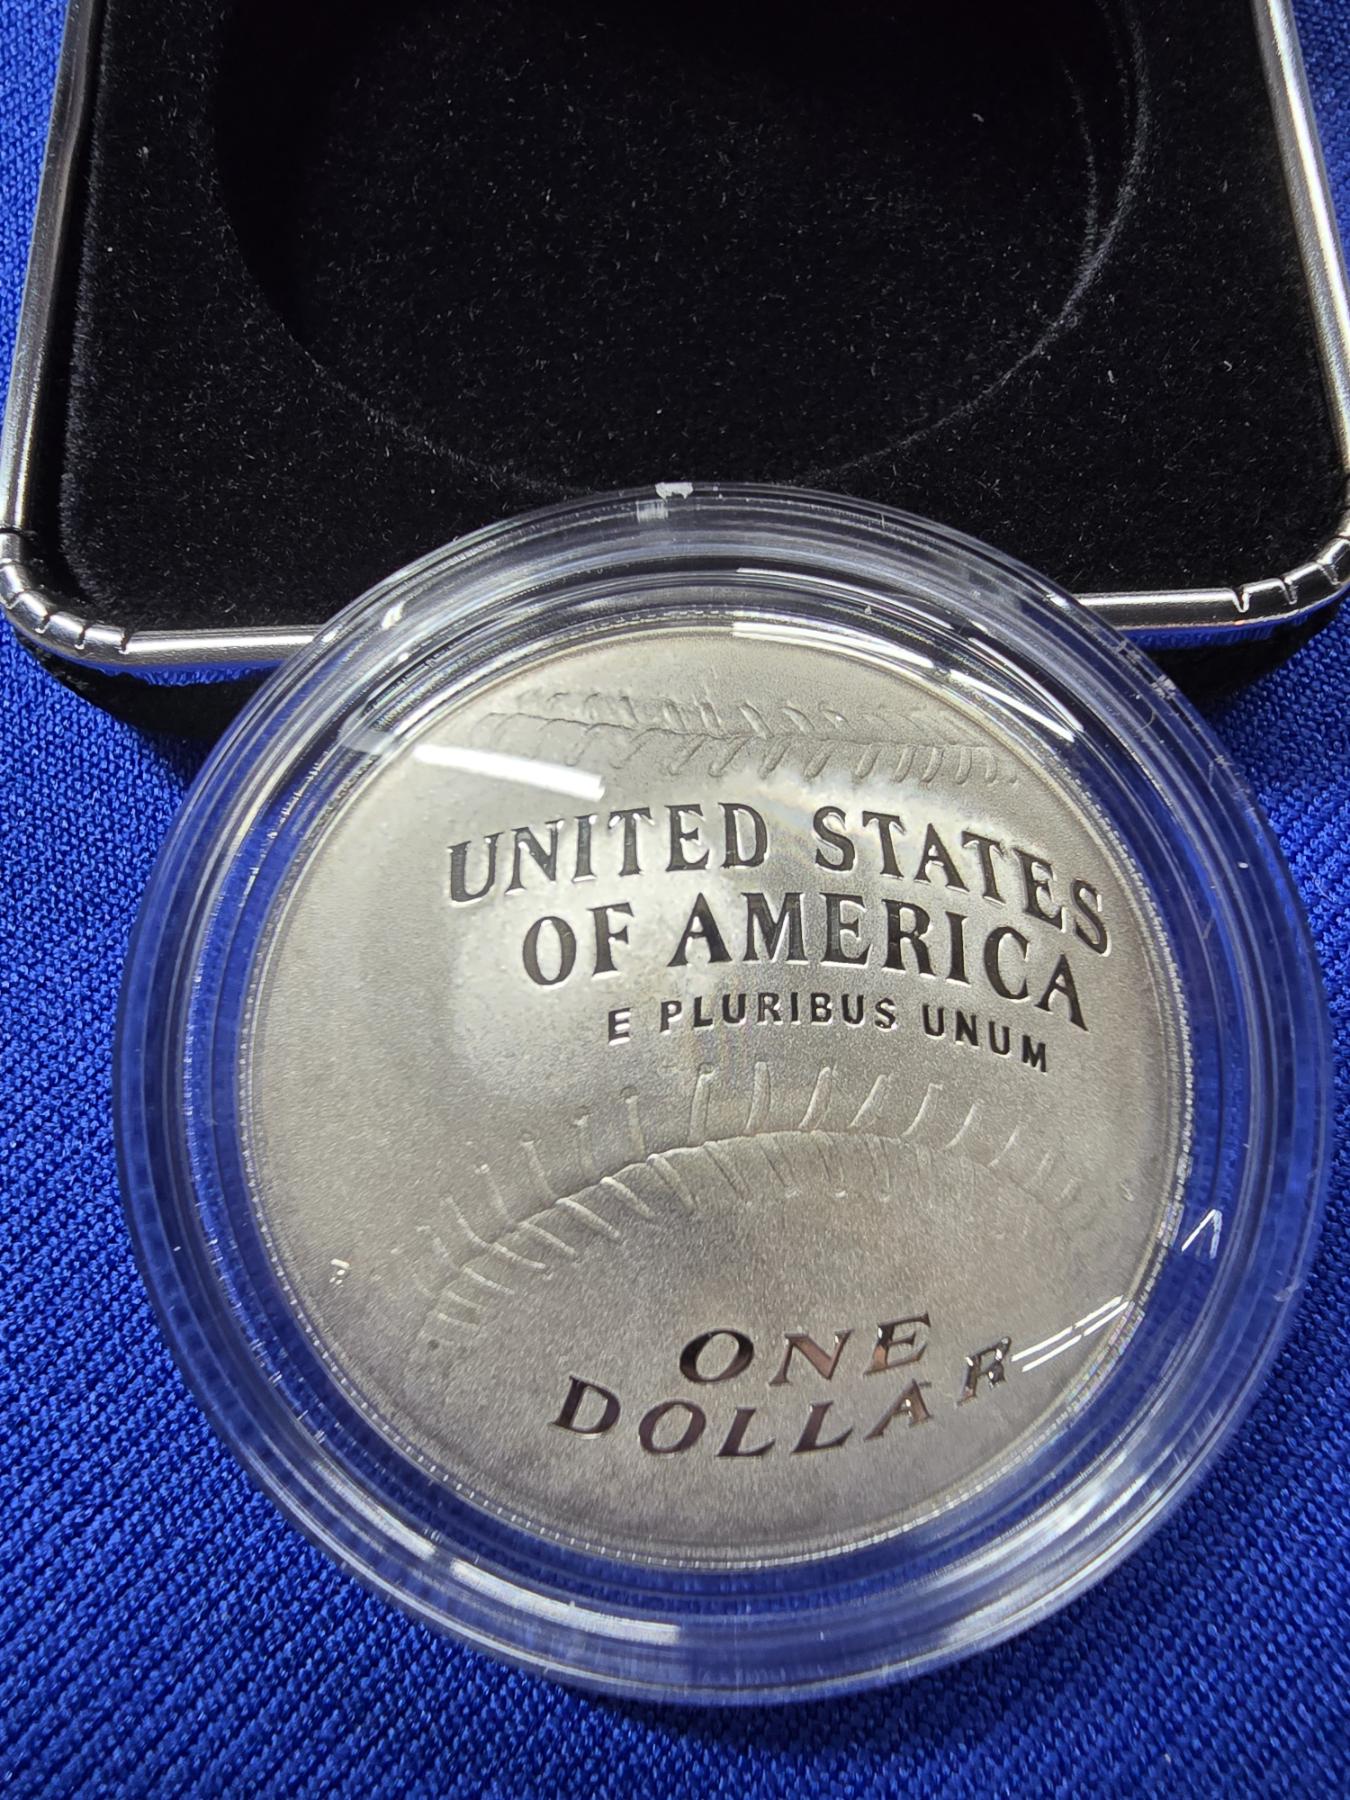 UNITED STATES
OF AMERICA
E PLURIBUS UNUM
ONE
DOLLAR